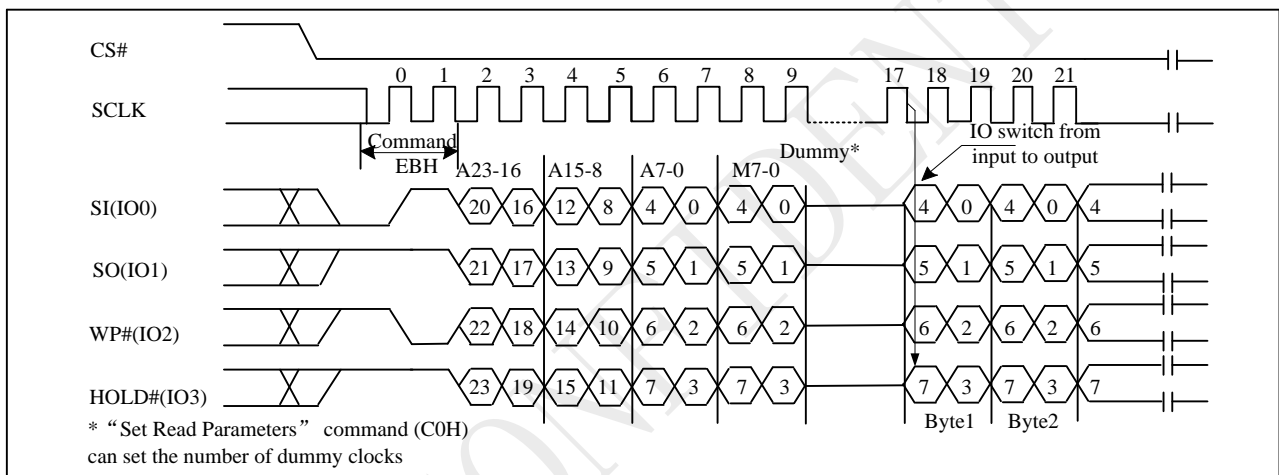 CS#
0 1 2 3 4 5 6 7 8 9 17 18 19 20 21
SCLK
Command
EBH
Dummy*
IO switch from
input to output
A23-16 A15-8 A7-0 M7-0
SI(IO0) 20 16 12 8 4 0 4 0 4 0 4 0 4
SO(IO1) 21 17 13 9 5 1 5 1 5 1 5 1 5
WP#(IO2) 22 18 14 10 6 2 6 2 6 2 6 2 6
HOLD#(IO3) 23 19 15 11 7 3 7 3 7 3 7 3 7
Byte1 Byte2
* “Set Read Parameters” command (C0H)
can set the number of dummy clocks